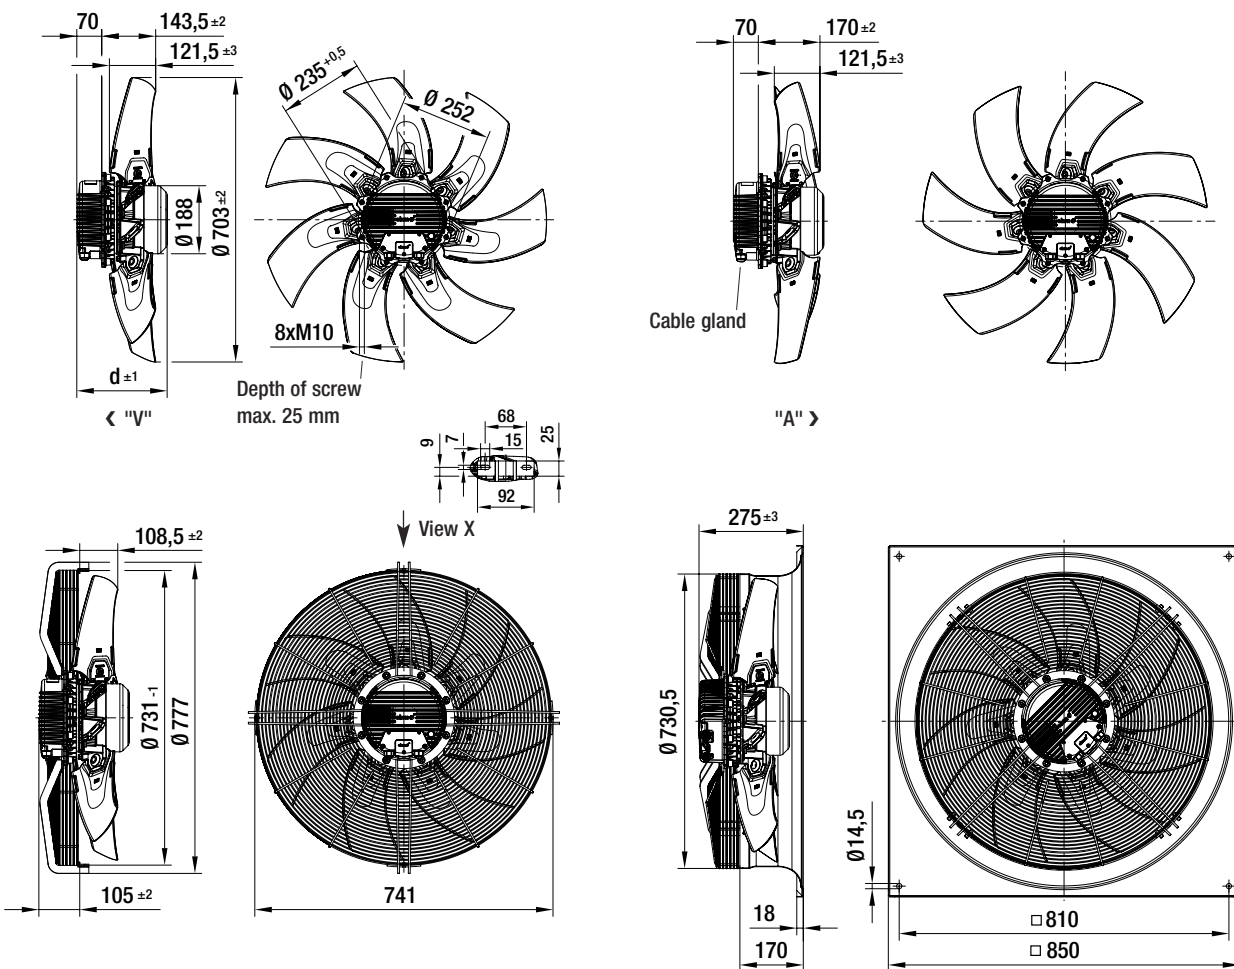 70
143,5 ±2
121,5 ±3
Ø 235 +0,5
Ø 252
Ø 188
Ø 703 ±2
8xM10
Depth of screw
max. 25 mm
d ±1
❮ "V"
70
170 ±2
121,5 ±3
Cable gland
"A" ❯
68
9
7
15
25
92
View X
108,5 ±2
Ø 731 -1
Ø 777
105 ±2
741
275 ±3
Ø 730,5
18
170
Ø 14,5
□ 810
□ 850